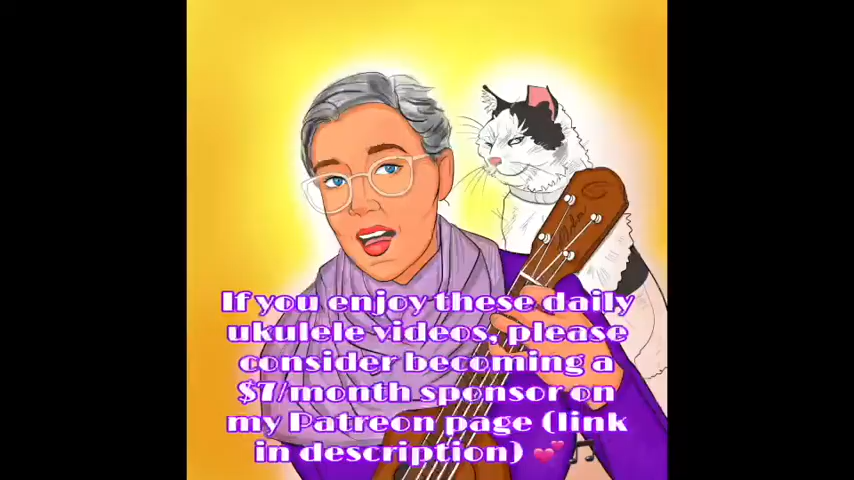 If you enjoy these daily
ukulele videos, please
consider becoming a
$7/month sponsor on
my Patreon page (link
in description) 💕